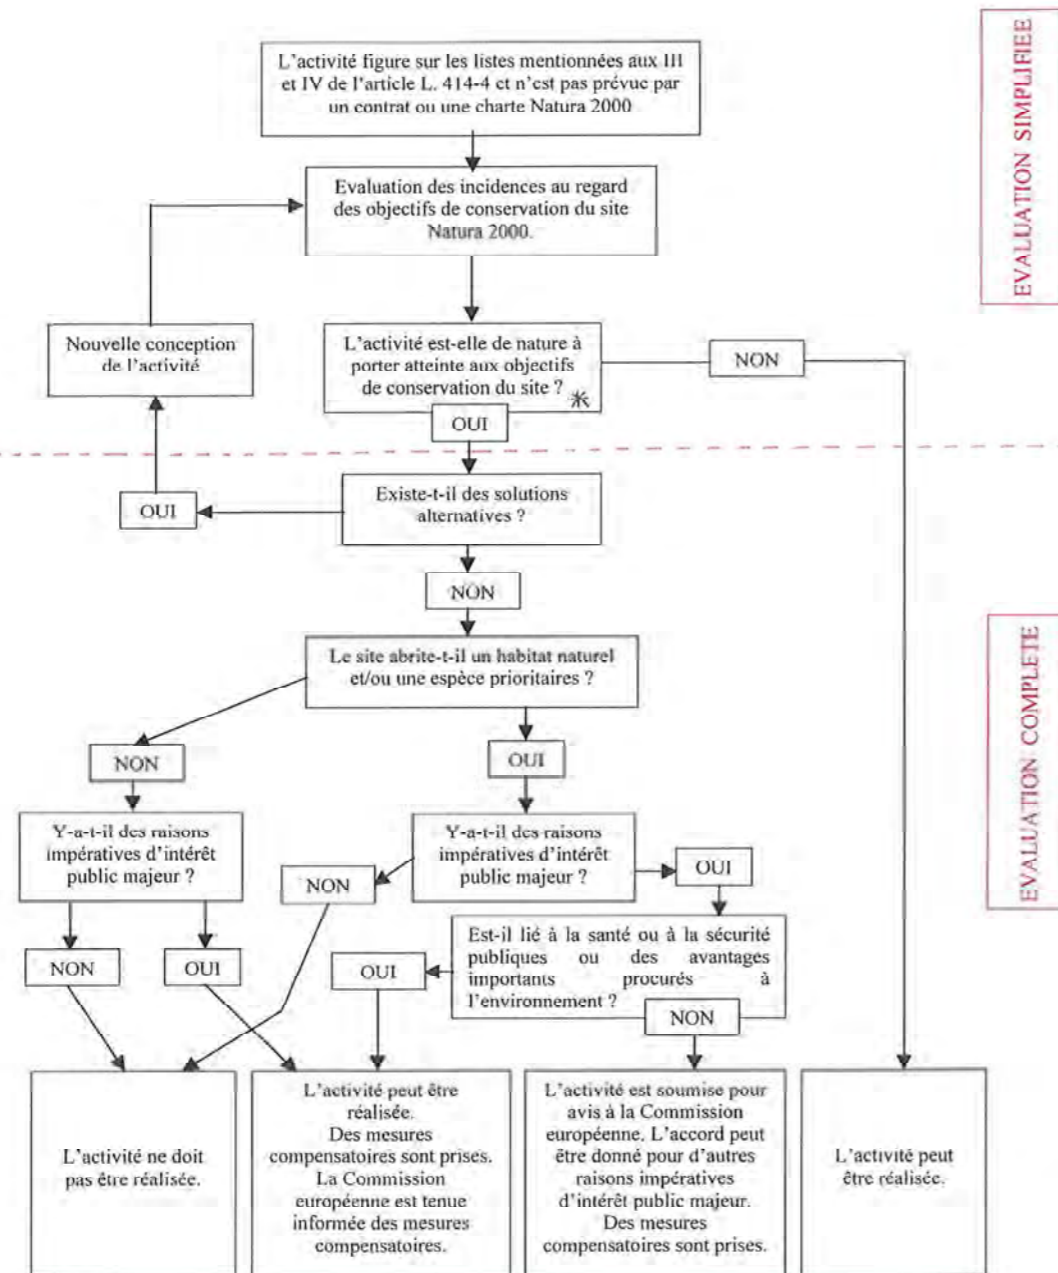 L'activité figure sur les listes mentionnées aux III
et IV de l'article L. 414-4 et n'est pas prévue par
un contrat ou une charte Natura 2000
EVALUATION SIMPLIFIEE
Evaluation des incidences au regard
des objectifs de conservation du site
Natura 2000.
Nouvelle conception
de l'activité
L'activité est-elle de nature à
porter atteinte aux objectifs
de conservation du site ?
NON
OUI
Existe-t-il des solutions
alternatives ?
OUI
NON
Le site abrite-t-il un habitat naturel
et/ou une espèce prioritaires ?
EVALUATION COMPLETE
NON
OUI
Y-a-t-il des raisons
impératives d'intérêt
public majeur ?
Y-a-t-il des raisons
impératives d'intérêt
public majeur ?
NON
OUI
NON
OUI
Est-il lié à la santé ou à la sécurité
publiques ou des avantages
importants procurés à
l'environnement ?
OUI
NON
L'activité ne doit
pas être réalisée.
L'activité peut être
réalisée.
Des mesures
compensatoires sont prises.
La Commission
européenne est tenue
informée des mesures
compensatoires.
L'activité est soumise pour
avis à la Commission
européenne. L'accord peut
être donné pour d'autres
raisons impératives
d'intérêt public majeur.
Des mesures
compensatoires sont prises.
L'activité peut
être réalisée.